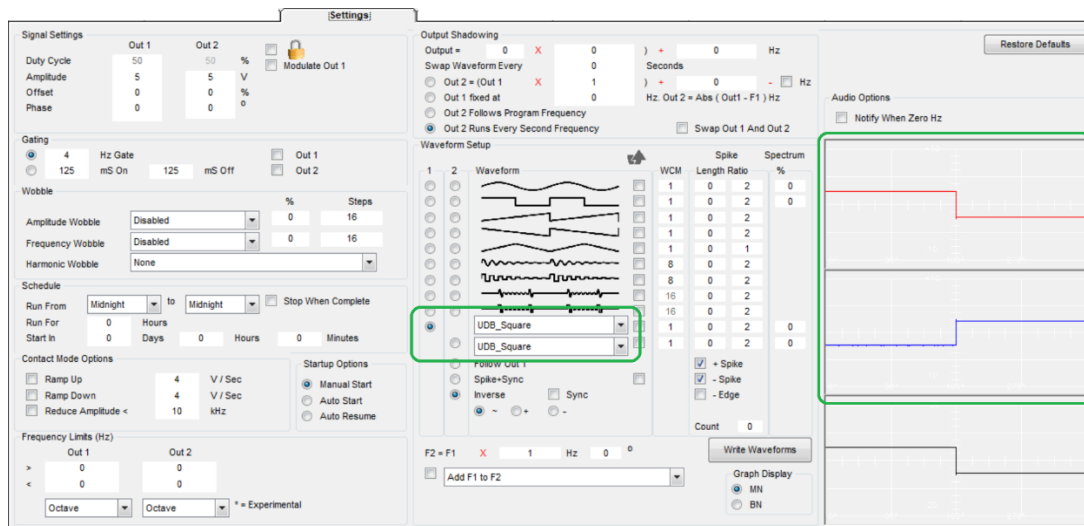 Settings
Signal Settings
Out 1 Out 2
Duty Cycle 50 50 %
Amplitude 5 5 V
Offset 0 0 %
Phase 0 0 o
Modulate Out 1
Gating
4 Hz Gate Out 1
125 mS On 125 mS Off Out 2
Wobble
% Steps
Amplitude Wobble Disabled 0 16
Frequency Wobble Disabled 0 16
Harmonic Wobble None
Schedule
Run From Midnight to Midnight Stop When Complete
Run For 0 Hours
Start In 0 Days 0 Hours 0 Minutes
Contact Mode Options
Ramp Up 4 V / Sec
Ramp Down 4 V / Sec
Reduce Amplitude < 10 kHz
Startup Options
Manual Start
Auto Start
Auto Resume
Frequency Limits (Hz)
Out 1 Out 2
> 0 0
< 0 0
Octave Octave * = Experimental
Output Shadowing
Output = 0 X 0 ) + 0 Hz
Swap Waveform Every 0 Seconds
Out 2 = (Out 1 X 1 ) + 0 - Hz
Out 1 fixed at 0 Hz. Out 2 = Abs ( Out1 - F1 ) Hz
Out 2 Follows Program Frequency
Out 2 Runs Every Second Frequency Swap Out 1 And Out 2
Waveform Setup
Spike Spectrum
1 2 Waveform WCM Length Ratio %
1 0 2 0
1 0 2 0
1 0 2
1 0 2
1 0 1
8 0 2
8 0 2
16 0 2
16 0 2
UDB_Square 1 0 2 0
UDB_Square 1 0 2 0
Follow Out 1 + Spike
Spike+Sync - Spike
Inverse Sync - Edge
~ + -
Count 0
F2 = F1 X 1 Hz 0 o
Write Waveforms
Add F1 to F2
Graph Display
MN
BN
Restore Defaults
Audio Options
Notify When Zero Hz